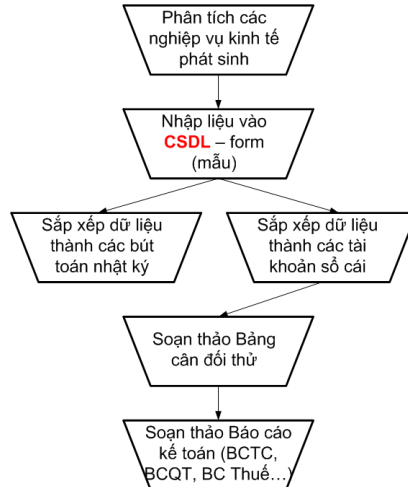 Phân tích các
nghiệp vụ kinh tế
phát sinh
Nhập liệu vào
CSDL – form
(mẫu)
Sắp xếp dữ liệu
thành các bút
toán nhật ký
Sắp xếp dữ liệu
thành các tài
khoản sổ cái
Soạn thảo Bảng
cân đối thử
Soạn thảo Báo cáo
kế toán (BCTC,
BCQT, BC Thuế…)